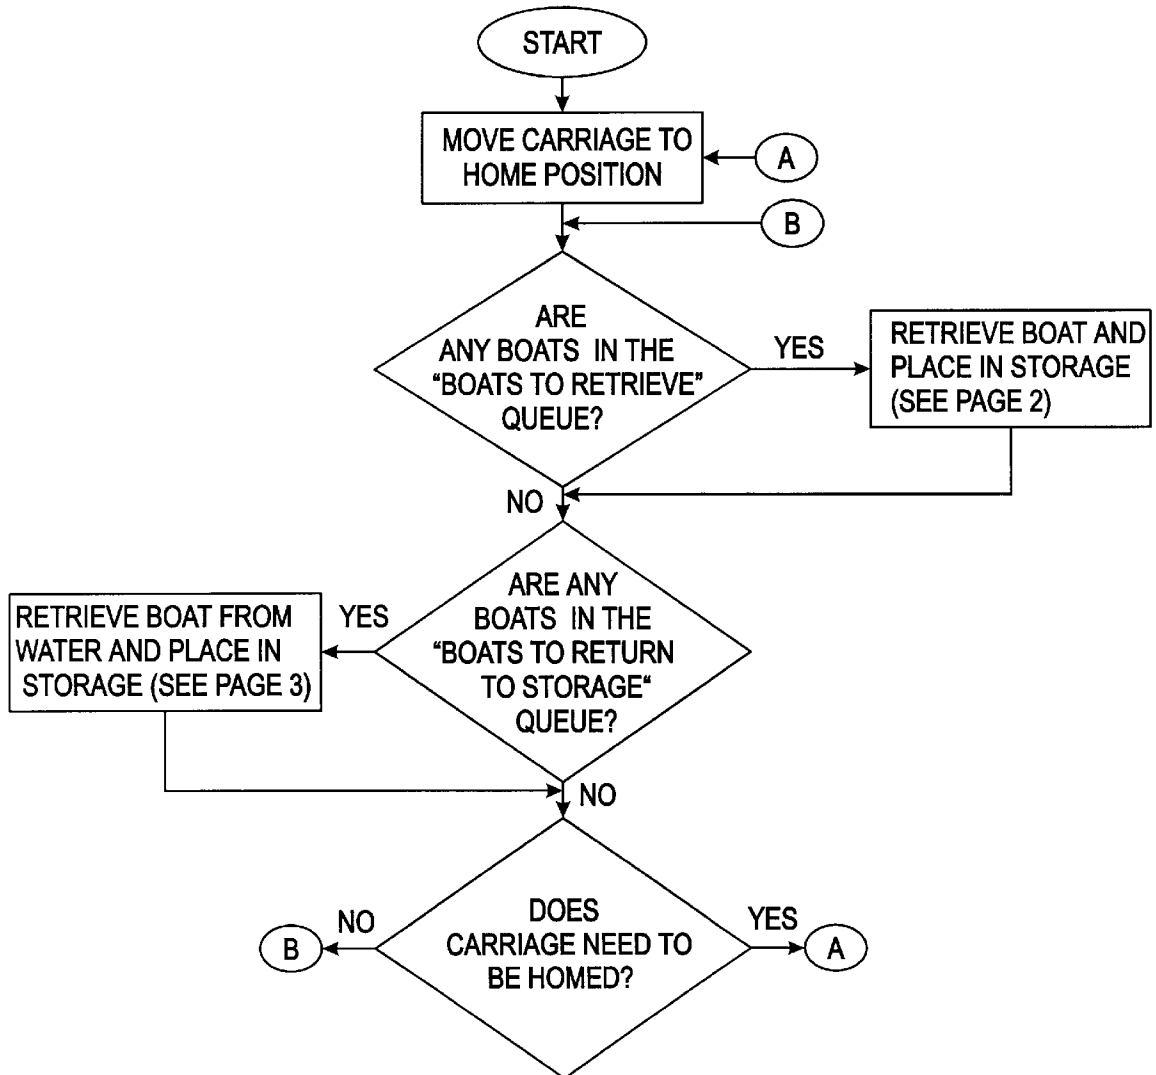 START
MOVE CARRIAGE TO
HOME POSITION
A
B
ARE
ANY BOATS IN THE
“BOATS TO RETRIEVE”
QUEUE?
YES
RETRIEVE BOAT AND
PLACE IN STORAGE
(SEE PAGE 2)
NO
ARE ANY
BOATS IN THE
“BOATS TO RETURN
TO STORAGE“
QUEUE?
YES
RETRIEVE BOAT FROM
WATER AND PLACE IN
STORAGE (SEE PAGE 3)
NO
DOES
CARRIAGE NEED TO
BE HOMED?
NO
B
YES
A